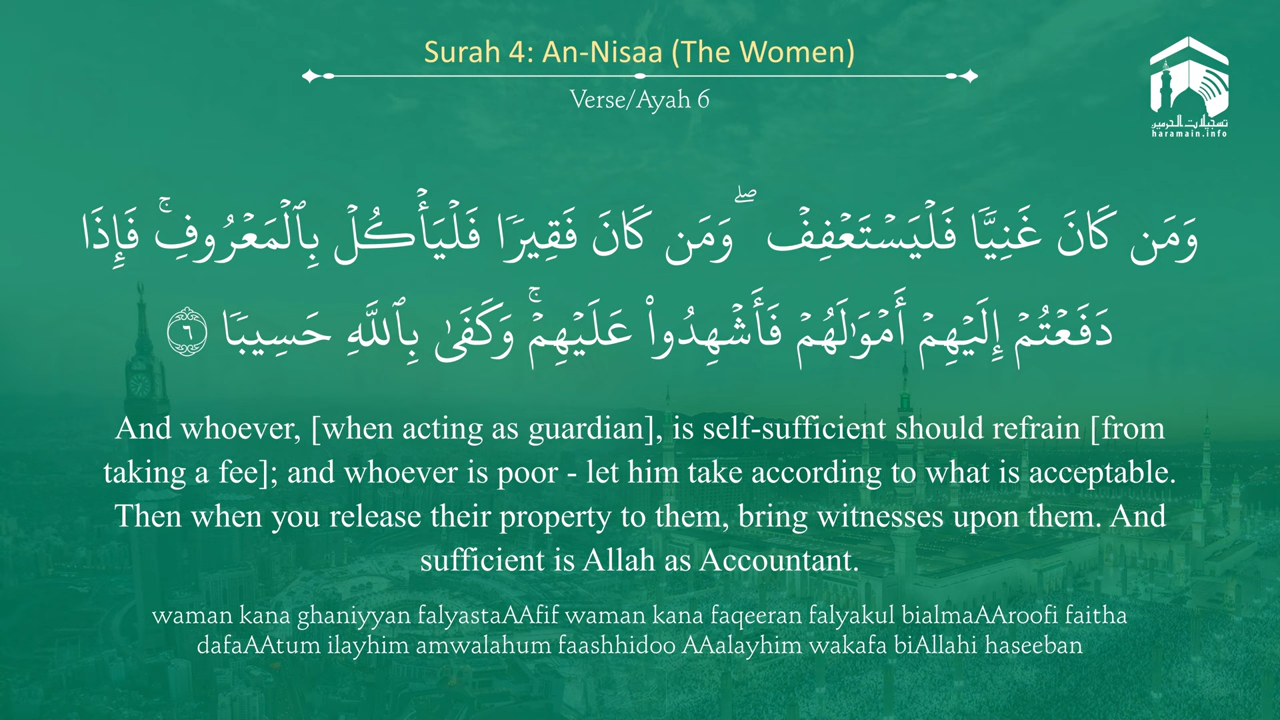 Surah 4: An-Nisaa (The Women)
Verse/Ayah 6
تسجيلات الحرمين
haramain.info
وَمَن كَانَ غَنِيًّا فَلْيَسْتَعْفِفْ ۖ وَمَن كَانَ فَقِيرًا فَلْيَأْكُلْ بِٱلْمَعْرُوفِ ۚ فَإِذَا
دَفَعْتُمْ إِلَيْهِمْ أَمْوَٰلَهُمْ فَأَشْهِدُوا۟ عَلَيْهِمْ ۚ وَكَفَىٰ بِٱللَّهِ حَسِيبًا ٦
And whoever, [when acting as guardian], is self-sufficient should refrain [from
taking a fee]; and whoever is poor - let him take according to what is acceptable.
Then when you release their property to them, bring witnesses upon them. And
sufficient is Allah as Accountant.
waman kana ghaniyyan falyastaAAfif waman kana faqeeran falyakul bialmaAAroofi faitha
dafaAAtum ilayhim amwalahum faashhidoo AAalayhim wakafa biAllahi haseeban